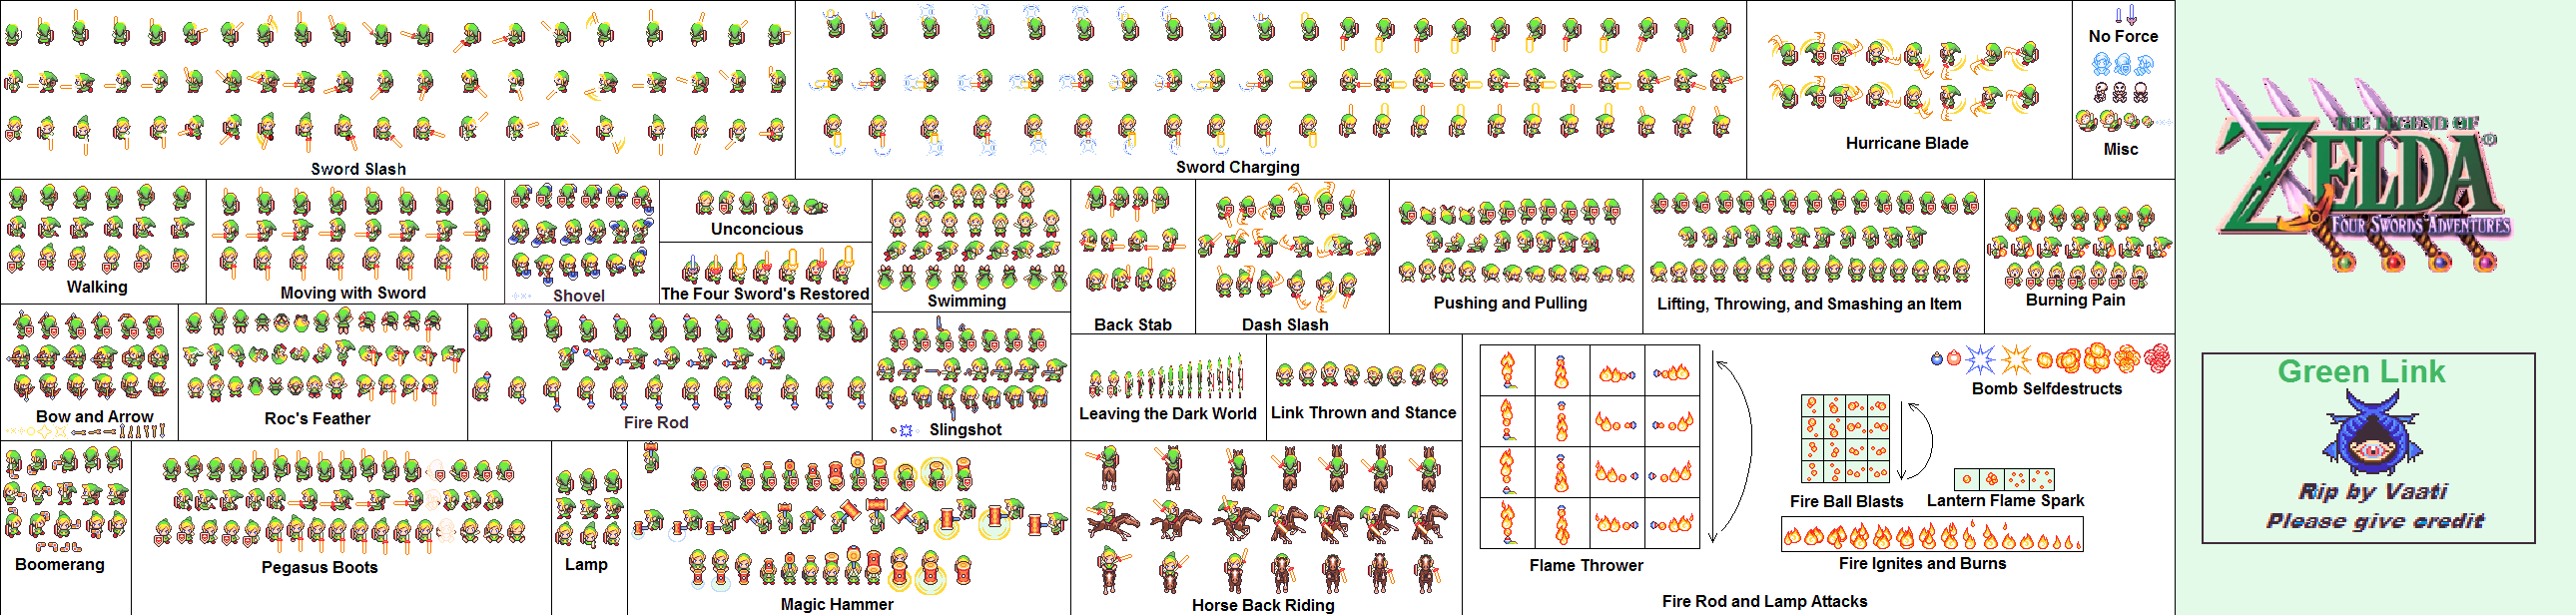 Sword Slash
Sword Charging
Hurricane Blade
No Force
Misc
THE LEGEND OF
ZELDA®
FOUR SWORDS ADVENTURES
Walking
Moving with Sword
Shovel
Unconcious
The Four Sword's Restored
Swimming
Back Stab
Dash Slash
Pushing and Pulling
Lifting, Throwing, and Smashing an Item
Burning Pain
Bow and Arrow
Roc's Feather
Fire Rod
Slingshot
Leaving the Dark World
Link Thrown and Stance
Bomb Selfdestructs
Fire Ball Blasts
Lantern Flame Spark
Flame Thrower
Fire Ignites and Burns
Fire Rod and Lamp Attacks
Boomerang
Pegasus Boots
Lamp
Magic Hammer
Horse Back Riding
Green Link
Rip by Vaati
Please give credit